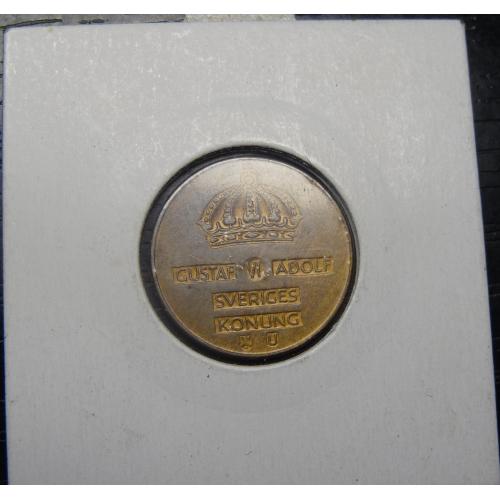 GUSTAF VI ADOLF
SVERIGES
KONUNG
U